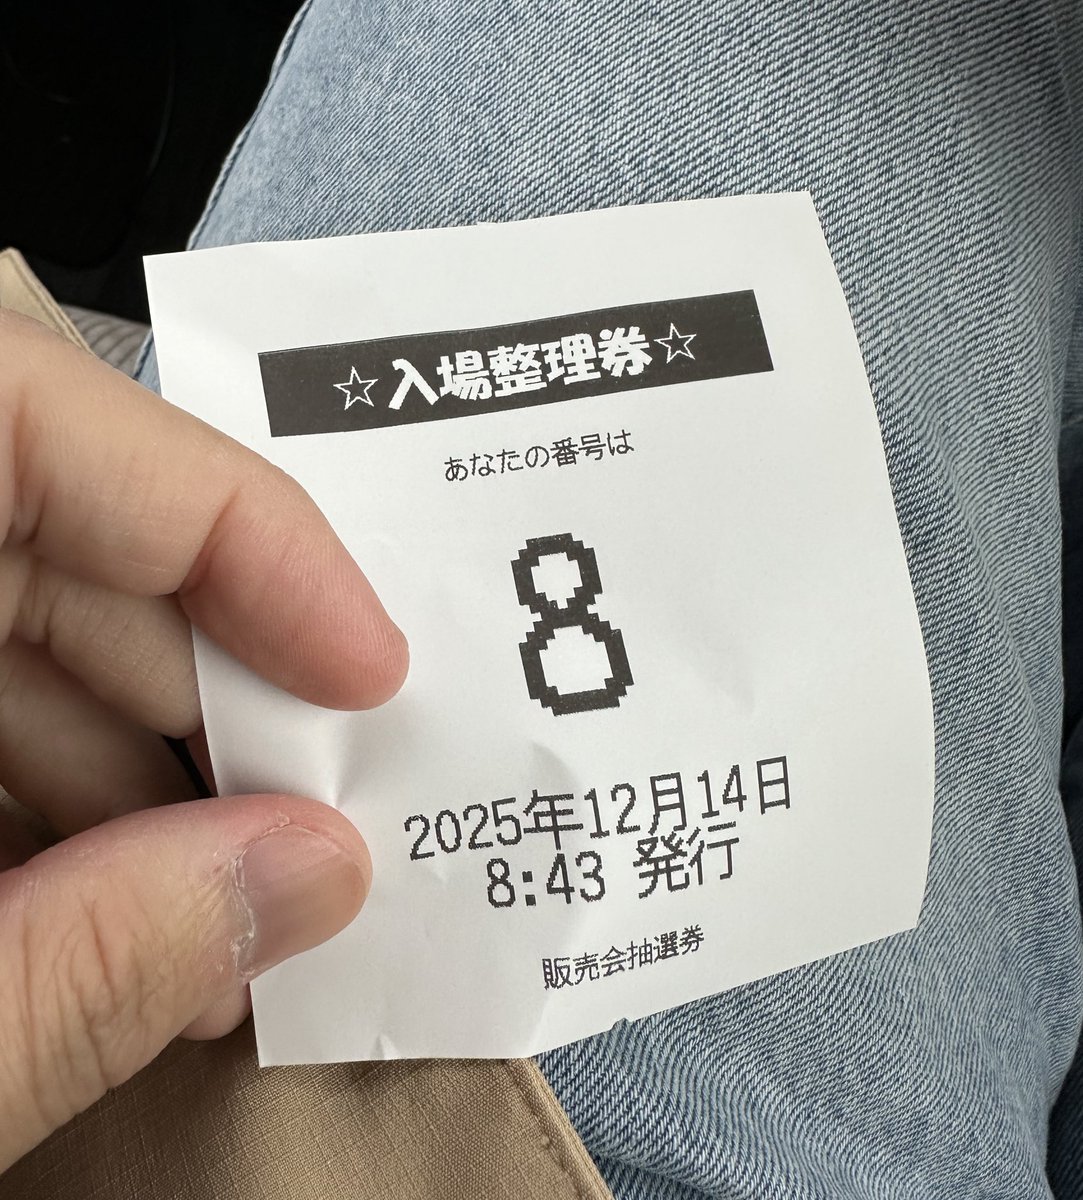 ☆入場整理券☆
あなたの番号は
8
2025年12月14日
8:43 発行
販売会抽選券